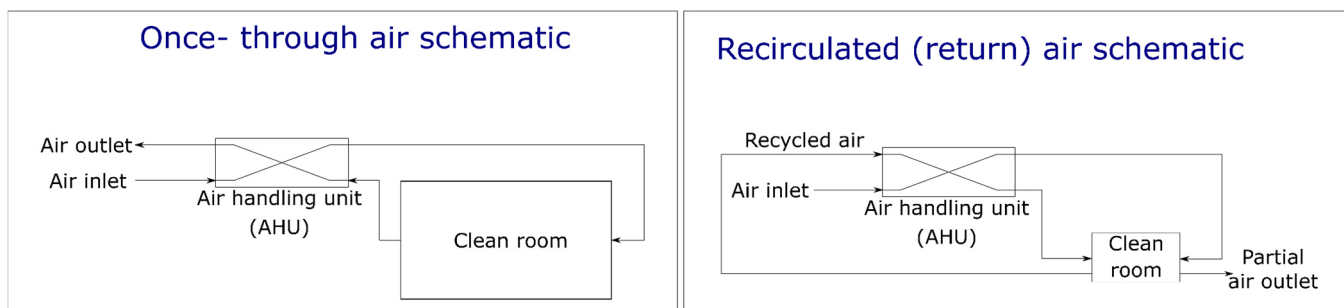 Once- through air schematic
Air outlet
Air inlet
Air handling unit
(AHU)
Clean room
Recirculated (return) air schematic
Recycled air
Air inlet
Air handling unit
(AHU)
Clean
room
Partial
air outlet